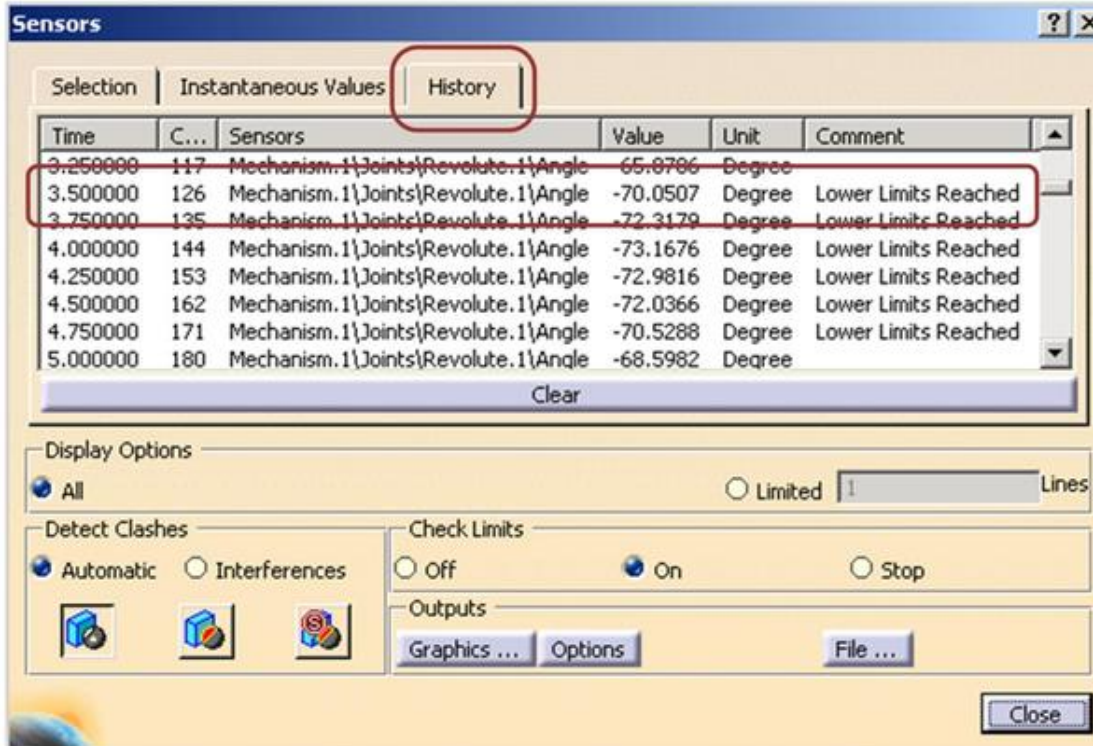 Sensors
Selection Instantaneous Values History
Time C... Sensors Value Unit Comment
3.250000 117 Mechanism.1\Joints\Revolute.1\Angle -65.8786 Degree
3.500000 126 Mechanism.1\Joints\Revolute.1\Angle -70.0507 Degree Lower Limits Reached
3.750000 135 Mechanism.1\Joints\Revolute.1\Angle -72.3179 Degree Lower Limits Reached
4.000000 144 Mechanism.1\Joints\Revolute.1\Angle -73.1676 Degree Lower Limits Reached
4.250000 153 Mechanism.1\Joints\Revolute.1\Angle -72.9816 Degree Lower Limits Reached
4.500000 162 Mechanism.1\Joints\Revolute.1\Angle -72.0366 Degree Lower Limits Reached
4.750000 171 Mechanism.1\Joints\Revolute.1\Angle -70.5288 Degree Lower Limits Reached
5.000000 180 Mechanism.1\Joints\Revolute.1\Angle -68.5982 Degree
Clear
Display Options
All Limited 1 Lines
Detect Clashes Check Limits
Automatic Interferences Off On Stop
Outputs
Graphics ... Options File ...
Close